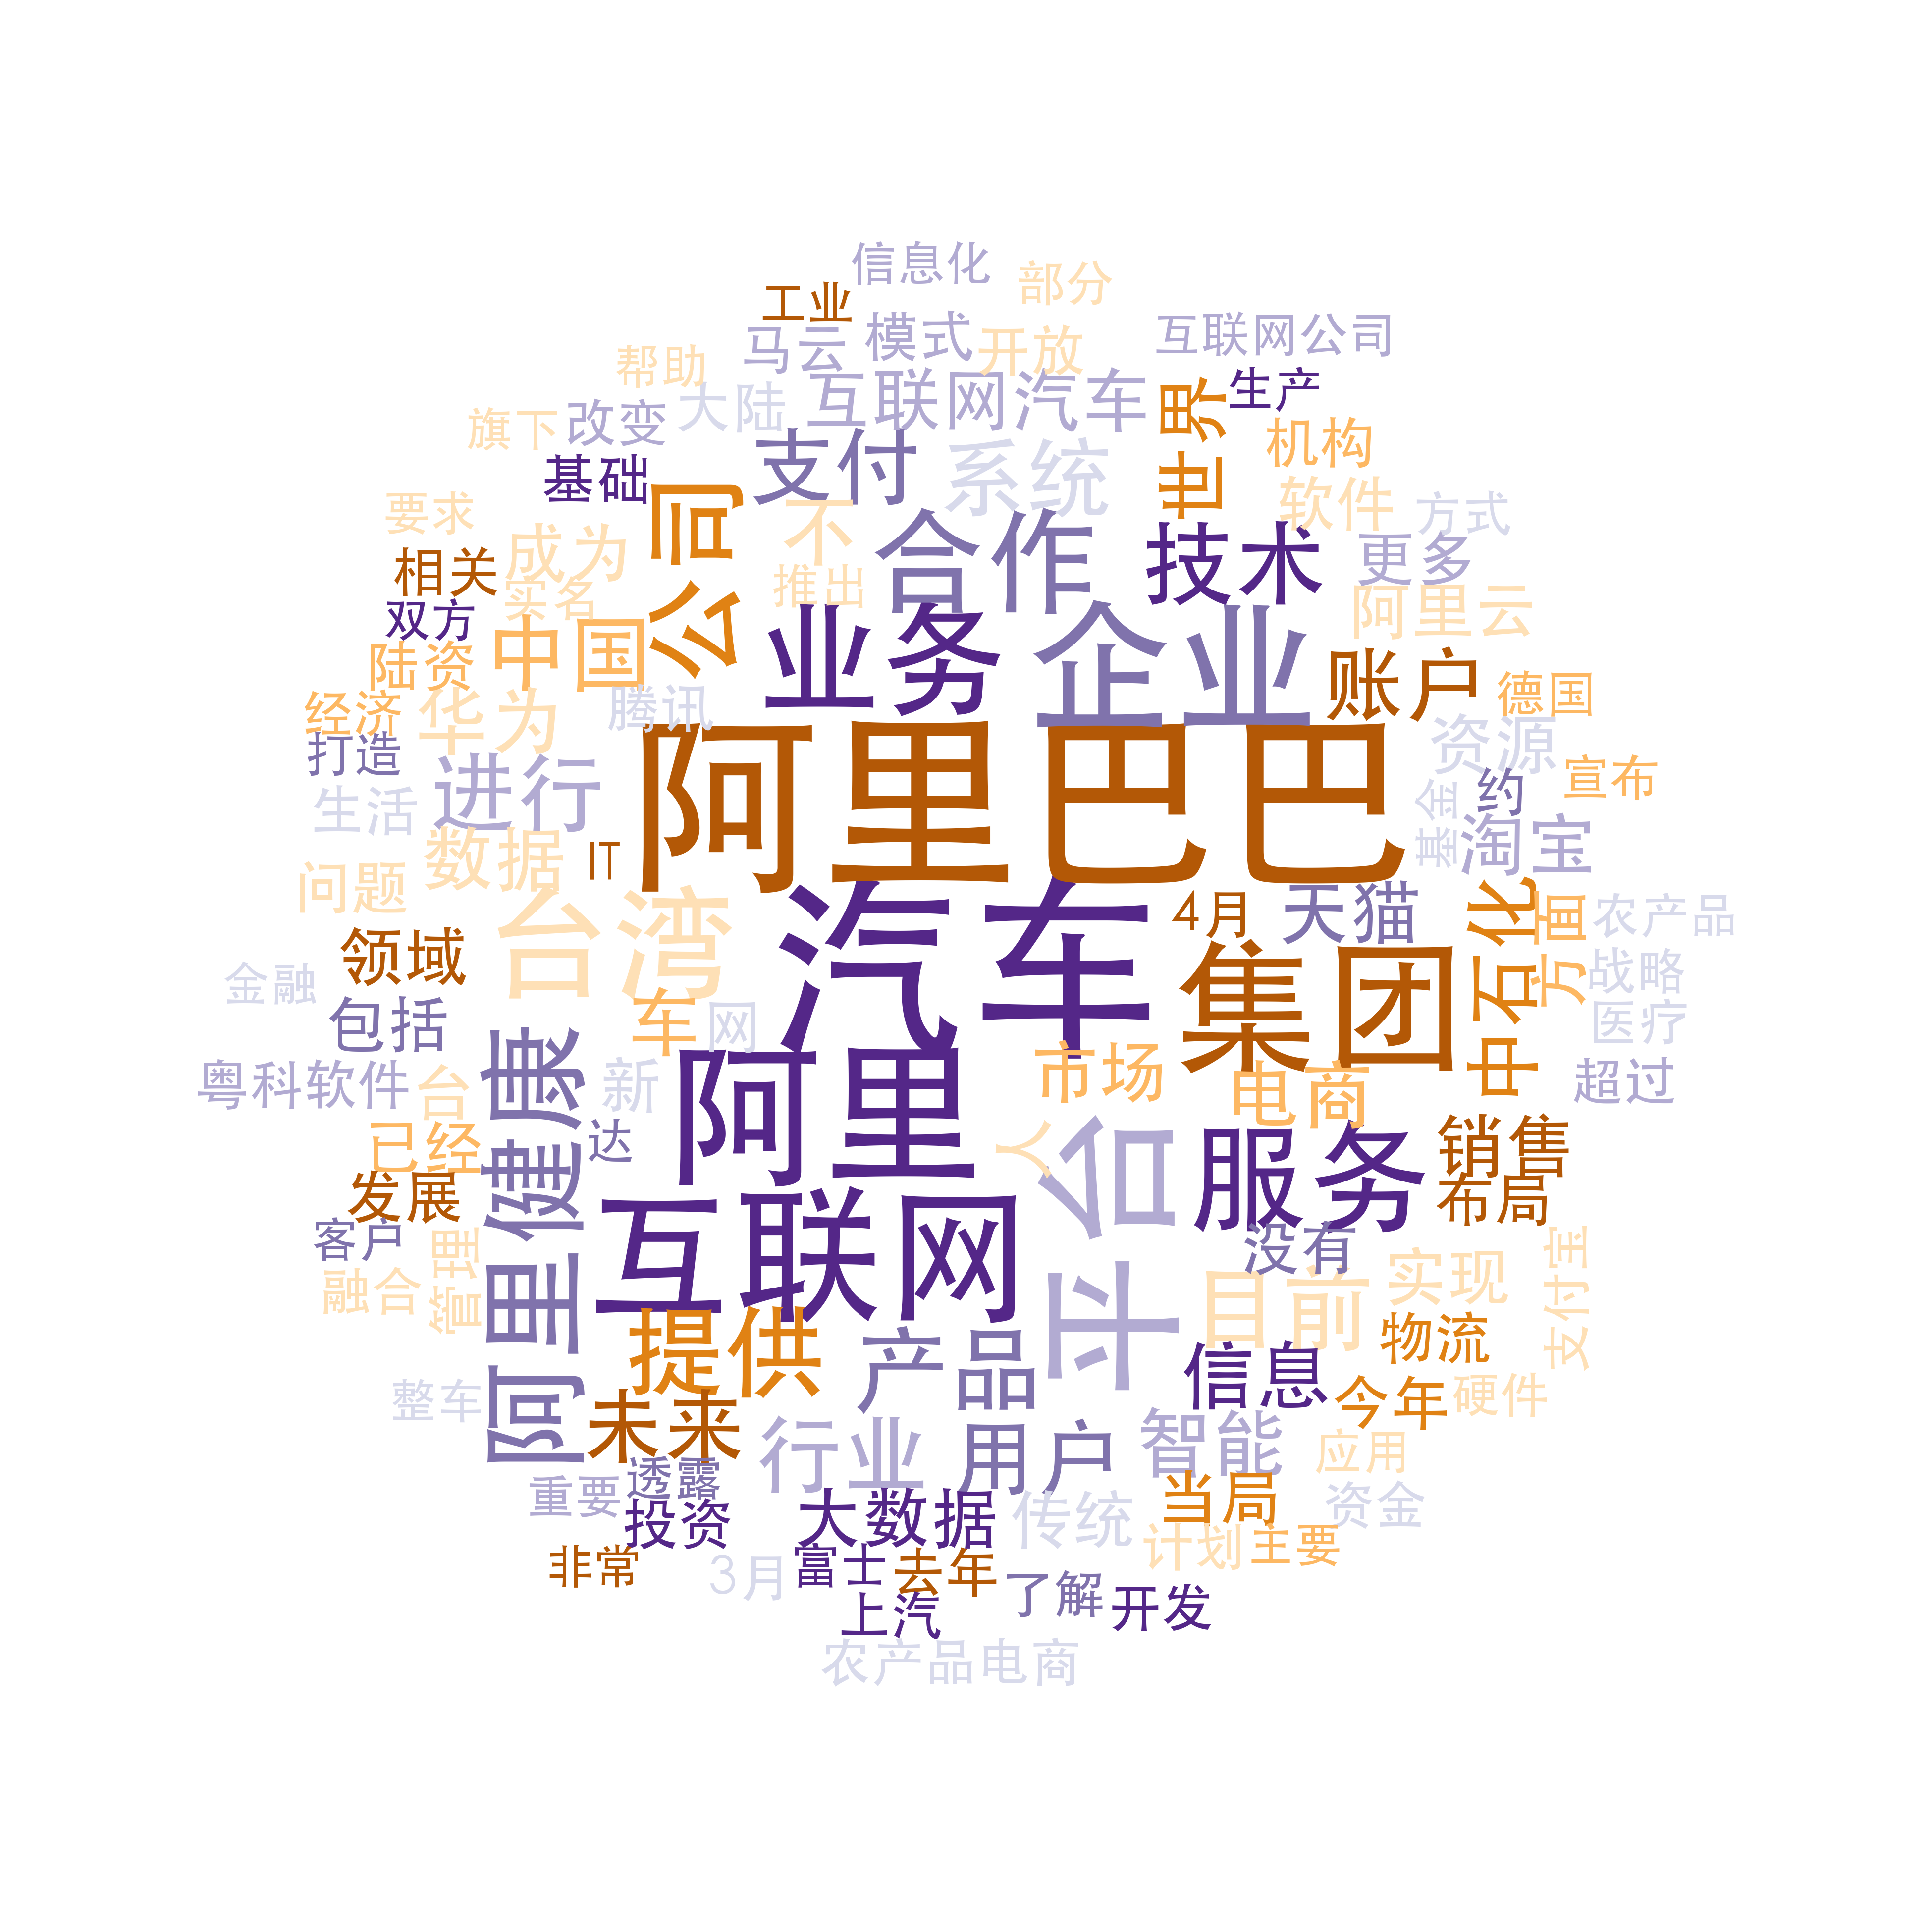 信息化
部分
工业
马云
模式
开放
互联网公司
帮助
大陆
互联网汽车
世界
生产
旗下
改变
支付
系统
机构
基础
公司
不
合作
技术
软件
方式
要求
成为
推出
更多
相关
实名
阿里云
双方
中国
业务
企业
账户
陆资
德国
经济
华为
腾讯
资源
打造
进行
阿里巴巴
基金
约
宣布
生活
数据
IT
淘宝
问题
台湾
汽车
4月
天猫
中石化
方面
农产品
领域
集团
战略
金融
包括
车
网
医疗
粤科软件
台
阿里健康
新
阿里
市场
电商
超过
已经
达
个
平台
服务
销售
发展
布局
客户
管理
互联网
没有
融合
目前
实现
支付宝
提供
产品
物流
整车
未来
信息
今年
硬件
行业
用户
智能
应用
重要
透露
投资
大数据
传统
当局
资金
非常
3月
富士
去年
计划
主要
上汽
了解
开发
农产品电商